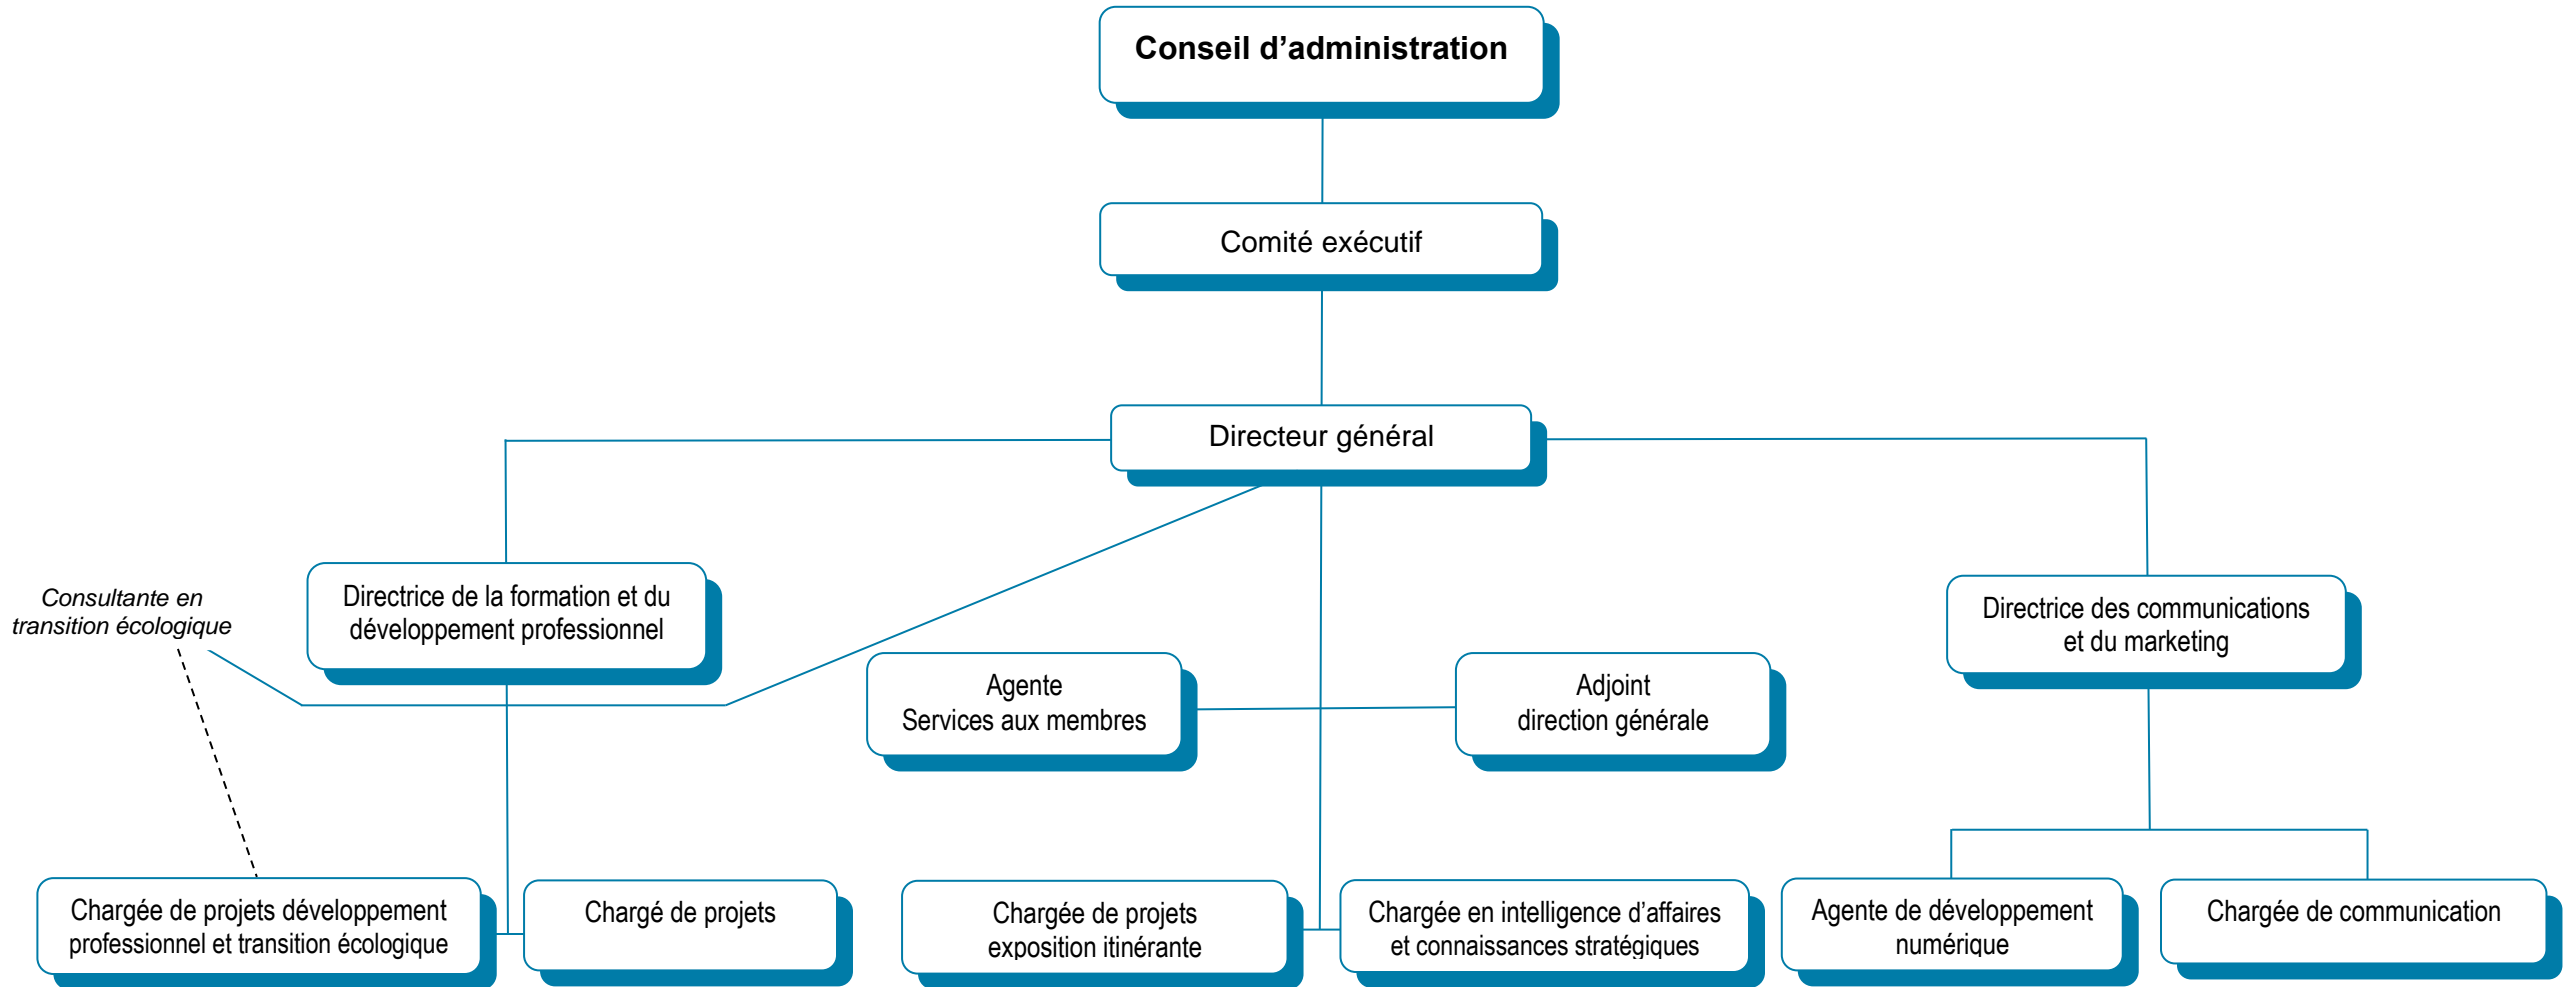 Conseil d’administration
Comité exécutif
Directeur général
Consultante en
transition écologique
Directrice de la formation et du
développement professionnel
Agente
Services aux membres
Adjoint
direction générale
Directrice des communications
et du marketing
Chargée de projets développement
professionnel et transition écologique
Chargé de projets
Chargée de projets
exposition itinérante
Chargée en intelligence d’affaires
et connaissances stratégiques
Agente de développement
numérique
Chargée de communication